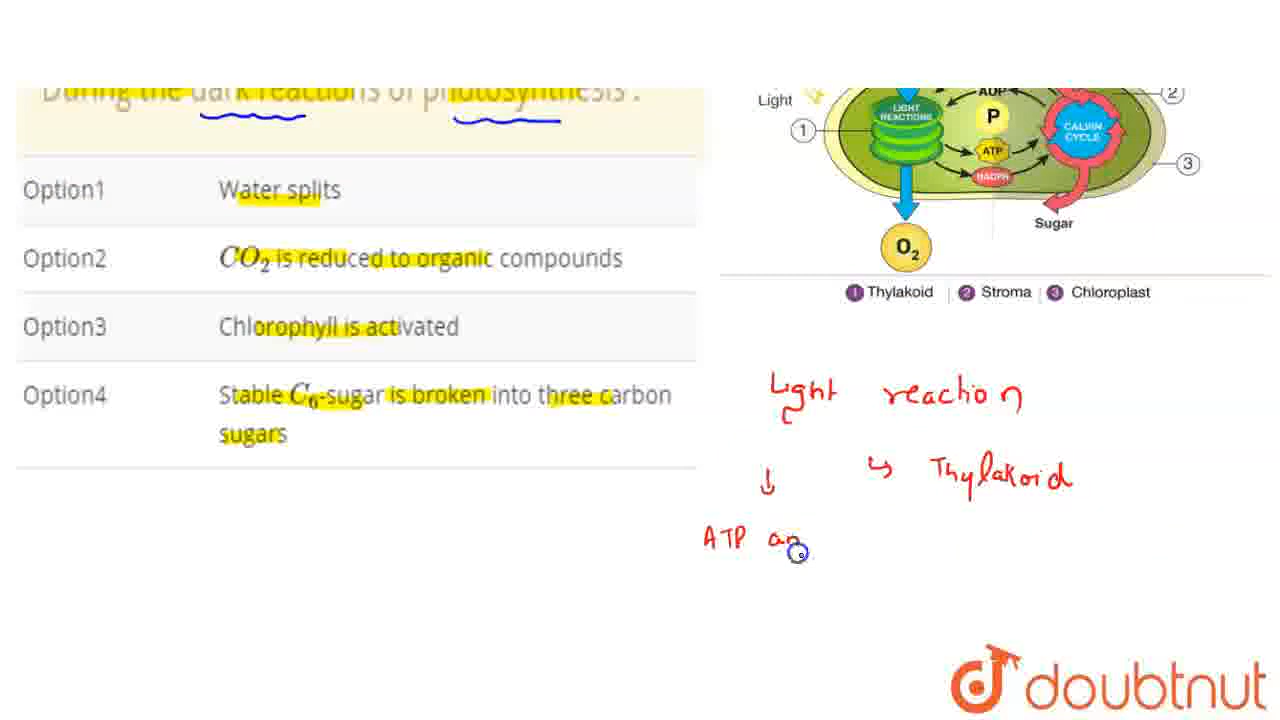 During the dark reactions of photosynthesis :
Option1 Water splits
Option2 CO₂ is reduced to organic compounds
Option3 Chlorophyll is activated
Option4 Stable C₆-sugar is broken into three carbon
sugars
Light
ADP
2
1
LIGHT
REACTIONS
P
CALVIN
CYCLE
ATP
NADPH
3
Sugar
O₂
1 Thylakoid 2 Stroma 3 Chloroplast
Light reaction
↓ ↳ Thylakoid
ATP an
doubtnut